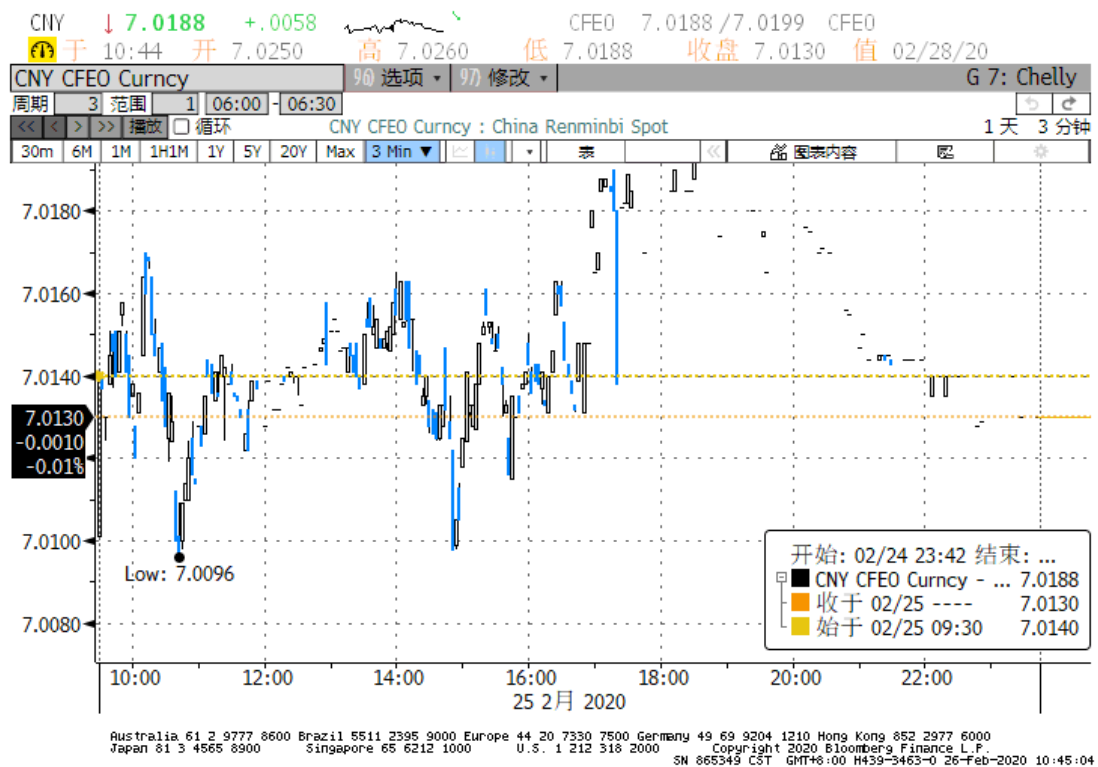 CNY ↓ 7.0188 +.0058 CFEO 7.0188 / 7.0199 CFEO
于 10:44 开 7.0250 高 7.0260 低 7.0188 收盘 7.0130 值 02/28/20
CNY CFEO Curncy 96) 选项 97) 修改 G 7: Chelly
周期 3 范围 1 06:00 - 06:30
<< < > >> 播放 循环 CNY CFEO Curncy : China Renminbi Spot 1 天 3 分钟
30m 6M 1M 1H1M 1Y 5Y 20Y Max 3 Min ▼ 表 << 图表内容
7.0180
7.0160
7.0140
7.0130
-0.0010
-0.01%
7.0100
Low: 7.0096
7.0080
开始: 02/24 23:42 结束: ...
CNY CFEO Curncy - ... 7.0188
收于 02/25 ---- 7.0130
始于 02/25 09:30 7.0140
10:00 12:00 14:00 16:00 18:00 20:00 22:00
25 2月 2020
Australia 61 2 9777 8600 Brazil 5511 2395 9000 Europe 44 20 7330 7500 Germany 49 69 9204 1210 Hong Kong 852 2977 6000
Japan 81 3 4565 8900 Singapore 65 6212 1000 U.S. 1 212 318 2000 Copyright 2020 Bloomberg Finance L.P.
SN 865349 CST GMT+8:00 H439-3463-0 26-Feb-2020 10:45:04